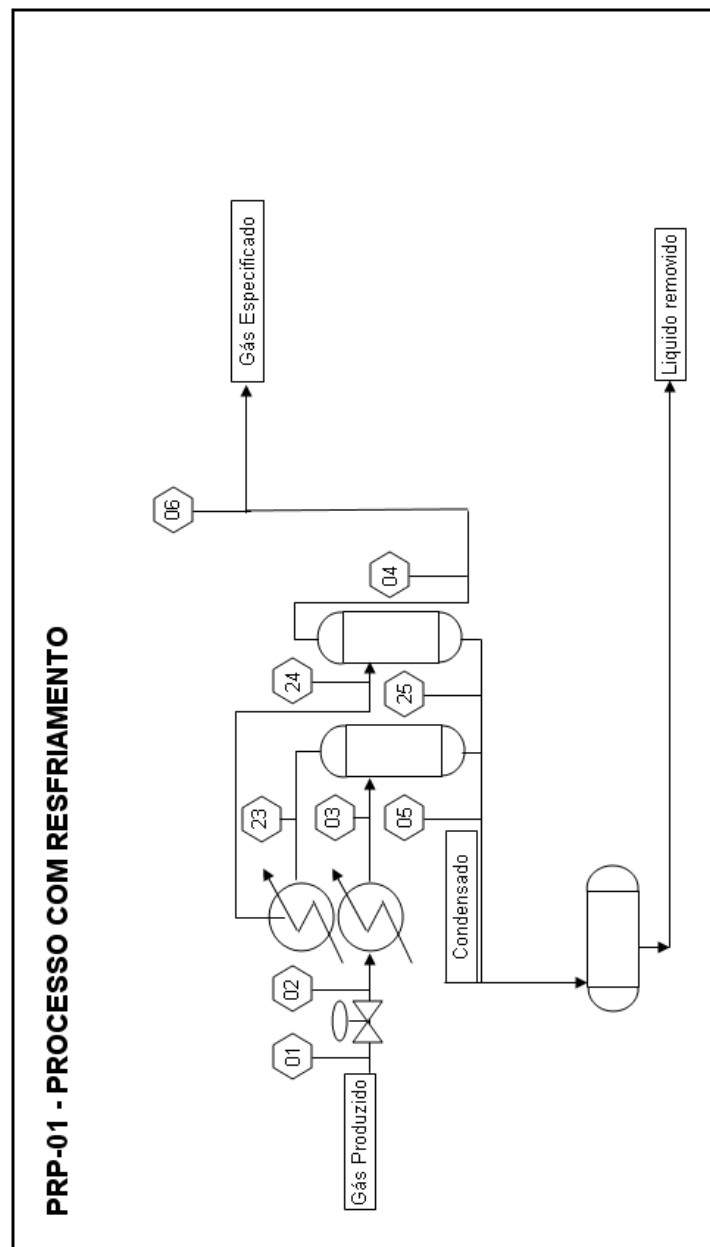 PRP-01 - PROCESSO COM RESFRIAMENTO
06
Gás Especificado
04
24
23
25
03
05
02
01
Gás Produzido
Condensado
Liquido removido